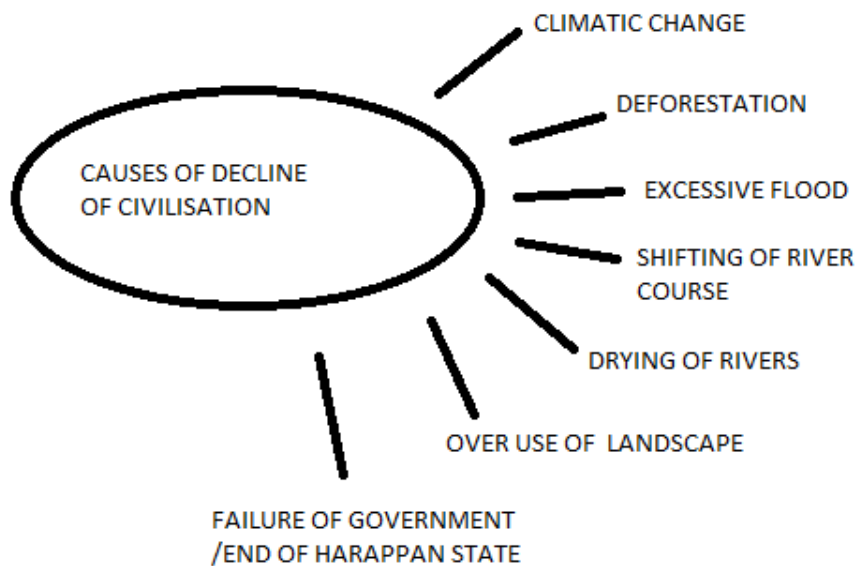 CAUSES OF DECLINE
OF CIVILISATION
CLIMATIC CHANGE
DEFORESTATION
EXCESSIVE FLOOD
SHIFTING OF RIVER
COURSE
DRYING OF RIVERS
OVER USE OF LANDSCAPE
FAILURE OF GOVERNMENT
/END OF HARAPPAN STATE